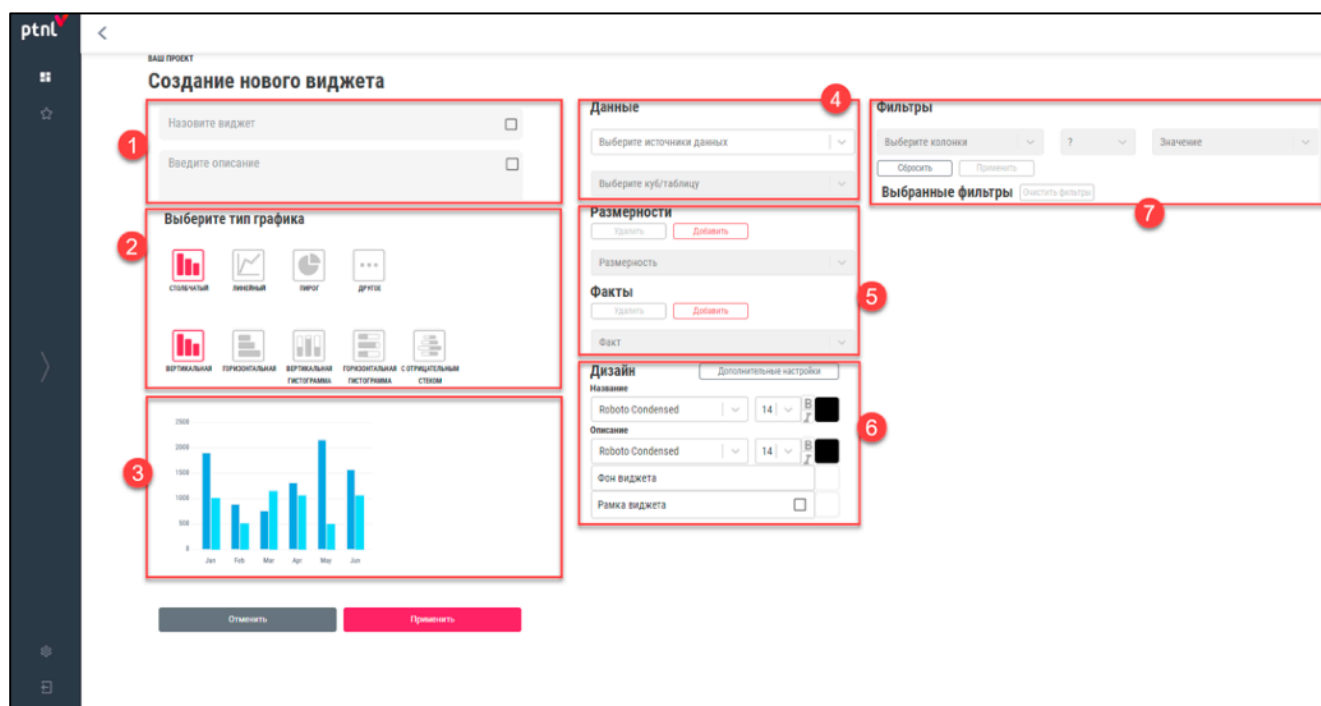 ptnl
ВАШ ПРОЕКТ
Создание нового виджета
1
Назовите виджет
Введите описание
2
Выберите тип графика
СТОЛБЧАТЫЙ ЛИНЕЙНЫЙ ПИРОГ ДРУГОЕ
ВЕРТИКАЛЬНАЯ ГОРИЗОНТАЛЬНАЯ ВЕРТИКАЛЬНАЯ ГИСТОГРАММА ГОРИЗОНТАЛЬНАЯ ГИСТОГРАММА С ОТРИЦАТЕЛЬНЫМ СТЕКОМ
3
2500
2000
1500
1000
500
0
Jan Feb Mar Apr May Jun
Отменить Применить
4
Данные
Выберите источники данных
Выберите куб/таблицу
5
Размерности
Удалить Добавить
Размерность
Факты
Удалить Добавить
Факт
6
Дизайн Дополнительные настройки
Название
Roboto Condensed 14 B I
Описание
Roboto Condensed 14 B I
Фон виджета
Рамка виджета
7
Фильтры
Выберите колонки ? Значение
Сбросить Применить
Выбранные фильтры Очистить фильтры